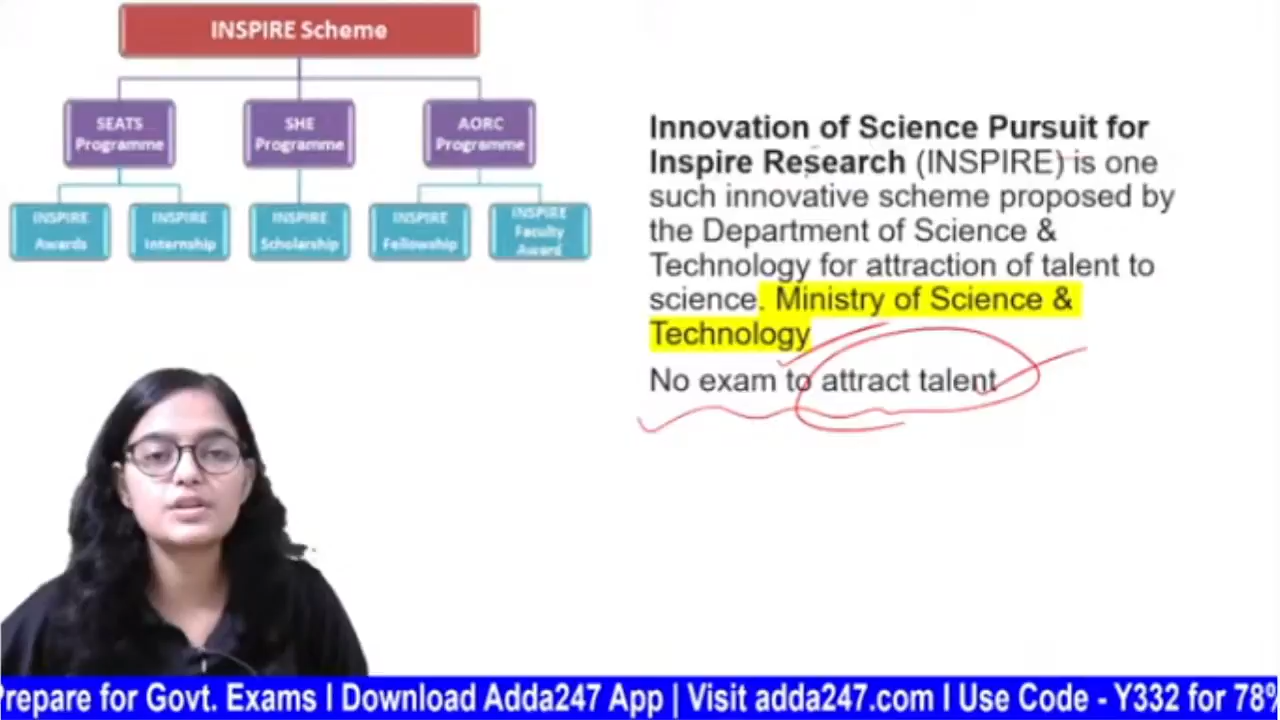 INSPIRE Scheme
SEATS
Programme
SHE
Programme
AORC
Programme
INSPIRE
Awards
INSPIRE
Internship
INSPIRE
Scholarship
INSPIRE
Fellowship
INSPIRE
Faculty
Award
Innovation of Science Pursuit for
Inspire Research (INSPIRE) is one
such innovative scheme proposed by
the Department of Science &
Technology for attraction of talent to
science. Ministry of Science &
Technology
No exam to attract talent
Prepare for Govt. Exams I Download Adda247 App | Visit adda247.com I Use Code - Y332 for 78%